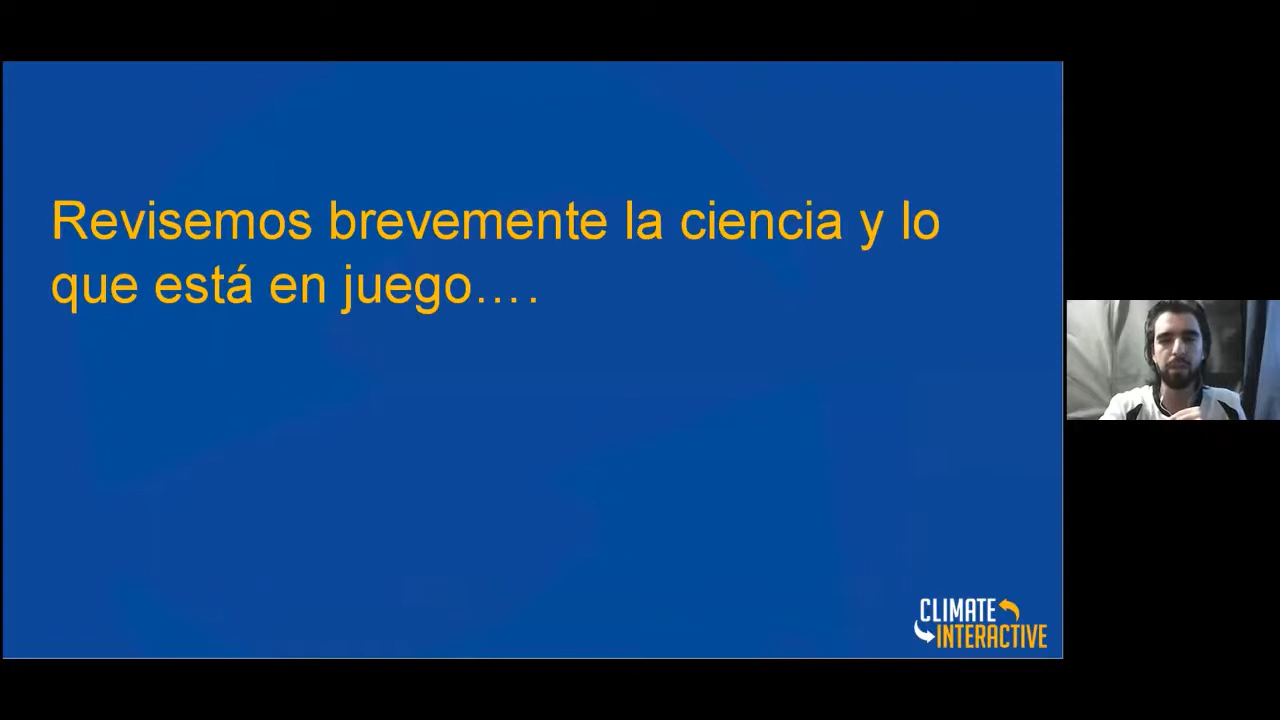 Revisemos brevemente la ciencia y lo
que está en juego....
CLIMATE
INTERACTIVE